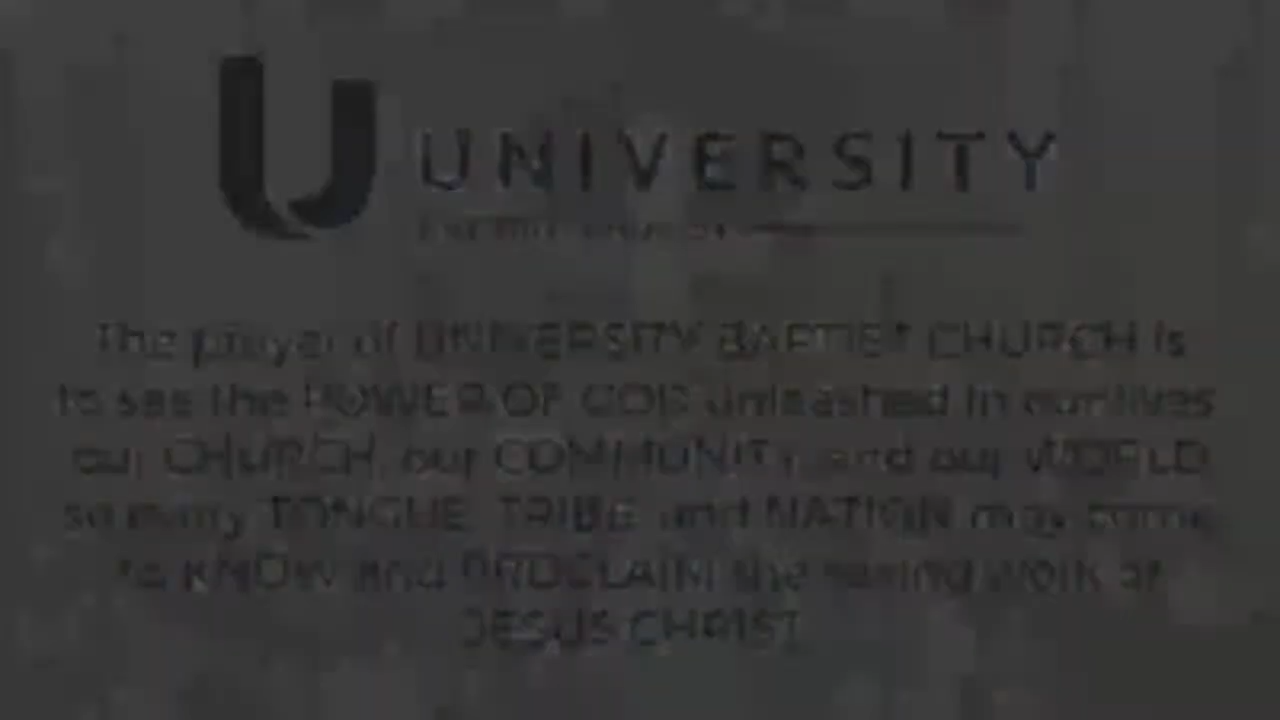 UNIVERSITY
The prayer of UNIVERSITY BAPTIST CHURCH is
to see the POWER OF GOD unleashed in our lives
our CHURCH, our COMMUNITY, and our WORLD
so every TONGUE, TRIBE and NATION may come
to KNOW and PROCLAIM the saving work of
JESUS CHRIST